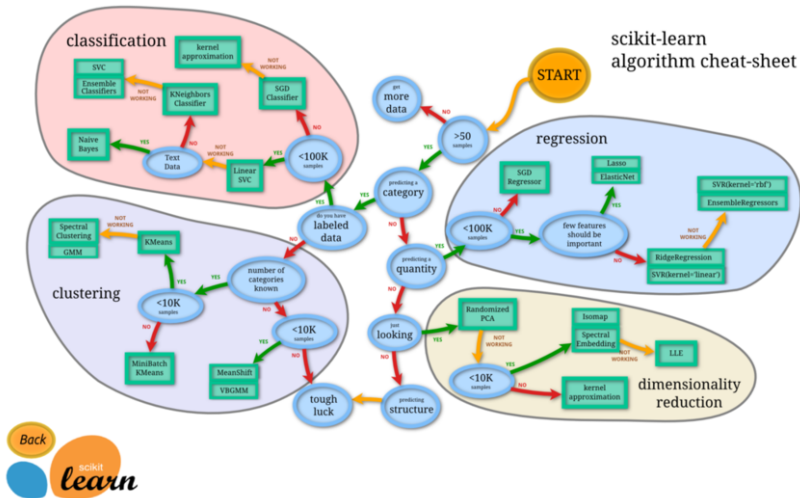 scikit-learn
algorithm cheat-sheet
START
>50
samples
NO
get
more
data
YES
predicting a
category
YES
do you have
labeled
data
YES
classification
<100K
samples
YES
Linear
SVC
NOT
WORKING
Text
Data
YES
Naive
Bayes
NO
KNeighbors
Classifier
NOT
WORKING
SVC
Ensemble
Classifiers
NO
SGD
Classifier
NOT
WORKING
kernel
approximation
NO
clustering
number of
categories
known
YES
<10K
samples
YES
KMeans
NOT
WORKING
Spectral
Clustering
GMM
NO
MiniBatch
KMeans
NO
<10K
samples
YES
MeanShift
VBGMM
NO
tough
luck
NO
predicting a
quantity
YES
regression
<100K
samples
NO
SGD
Regressor
YES
few features
should be
important
YES
Lasso
ElasticNet
NO
RidgeRegression
SVR(kernel='linear')
NOT
WORKING
SVR(kernel='rbf')
EnsembleRegressors
NO
just
looking
YES
dimensionality
reduction
Randomized
PCA
NOT
WORKING
<10K
samples
YES
Isomap
Spectral
Embedding
NOT
WORKING
LLE
NO
kernel
approximation
NO
predicting
structure
Back
scikit
learn